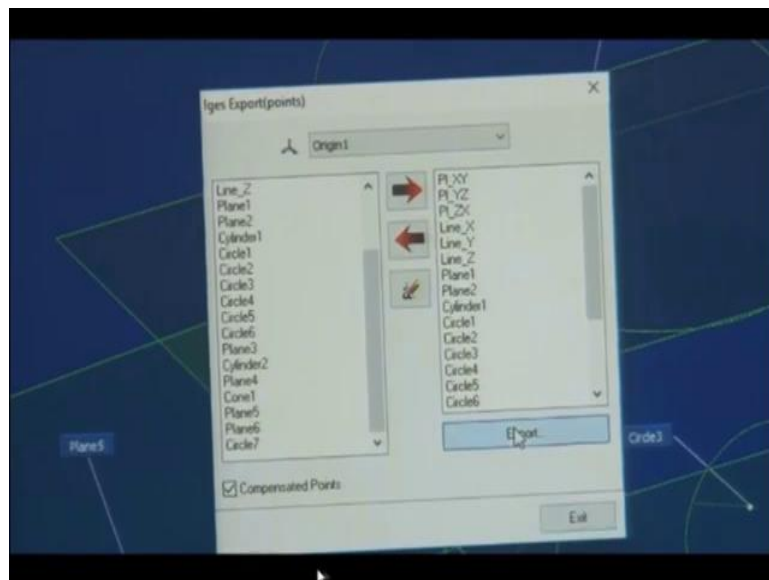 Iges Export(points)
Origin1
Line_Z
Plane1
Plane2
Cylinder1
Circle1
Circle2
Circle3
Circle4
Circle5
Circle6
Plane3
Cylinder2
Plane4
Cone1
Plane5
Plane6
Circle7
Pl_XY
Pl_YZ
Pl_ZX
Line_X
Line_Y
Line_Z
Plane1
Plane2
Cylinder1
Circle1
Circle2
Circle3
Circle4
Circle5
Circle6
Export...
Compensated Points
Exit
Plane5
Circle3